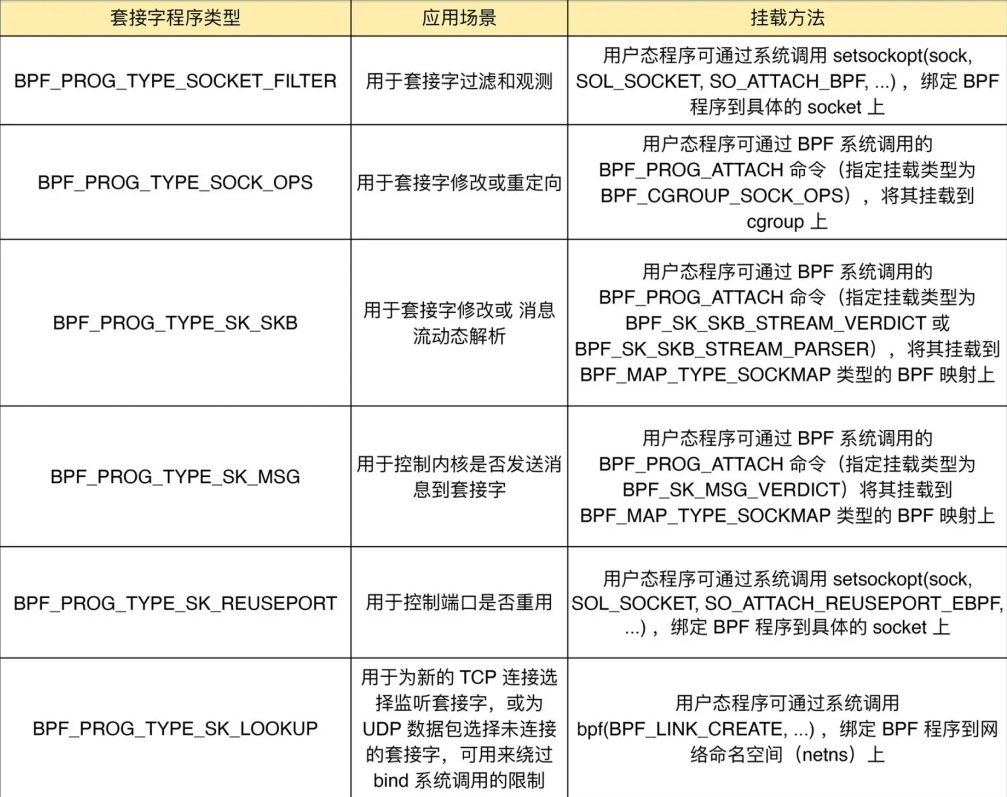 套接字程序类型
应用场景
挂载方法
BPF_PROG_TYPE_SOCKET_FILTER
用于套接字过滤和观测
用户态程序可通过系统调用 setsockopt(sock,
SOL_SOCKET, SO_ATTACH_BPF, ...) ，绑定 BPF
程序到具体的 socket 上
BPF_PROG_TYPE_SOCK_OPS
用于套接字修改或重定向
用户态程序可通过 BPF 系统调用的
BPF_PROG_ATTACH 命令（指定挂载类型为
BPF_CGROUP_SOCK_OPS），将其挂载到
cgroup 上
BPF_PROG_TYPE_SK_SKB
用于套接字修改或 消息
流动态解析
用户态程序可通过 BPF 系统调用的
BPF_PROG_ATTACH 命令（指定挂载类型为
BPF_SK_SKB_STREAM_VERDICT 或
BPF_SK_SKB_STREAM_PARSER），将其挂载到
BPF_MAP_TYPE_SOCKMAP 类型的 BPF 映射上
BPF_PROG_TYPE_SK_MSG
用于控制内核是否发送消
息到套接字
用户态程序可通过 BPF 系统调用的
BPF_PROG_ATTACH 命令（指定挂载类型为
BPF_SK_MSG_VERDICT）将其挂载到
BPF_MAP_TYPE_SOCKMAP 类型的 BPF 映射上
BPF_PROG_TYPE_SK_REUSEPORT
用于控制端口是否重用
用户态程序可通过系统调用 setsockopt(sock,
SOL_SOCKET, SO_ATTACH_REUSEPORT_EBPF,
...) ，绑定 BPF 程序到具体的 socket 上
BPF_PROG_TYPE_SK_LOOKUP
用于为新的 TCP 连接选
择监听套接字，或为
UDP 数据包选择未连接
的套接字，可用来绕过
bind 系统调用的限制
用户态程序可通过系统调用
bpf(BPF_LINK_CREATE, ...) ，绑定 BPF 程序到网
络命名空间（netns）上